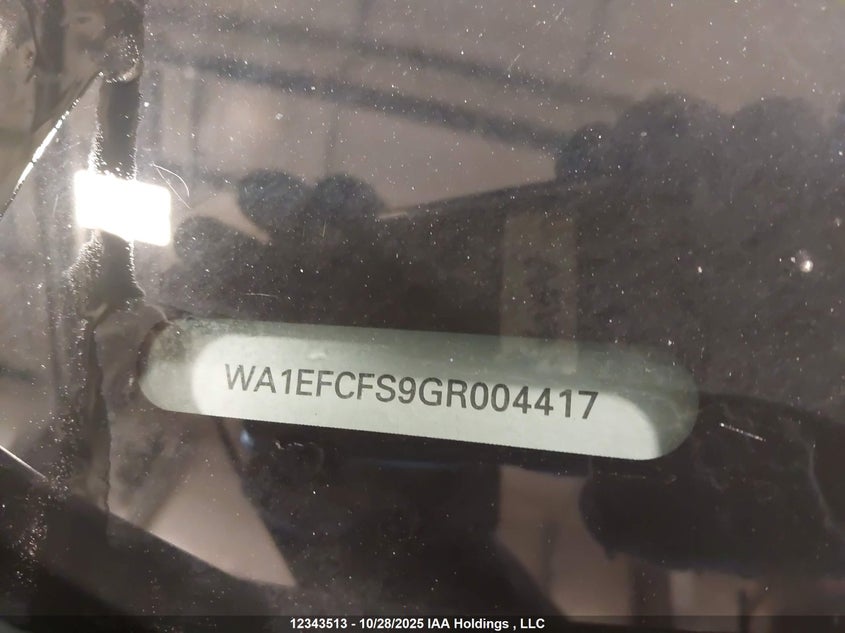 WA1EFCFS9GR004417
12343513 - 10/28/2025 IAA Holdings , LLC